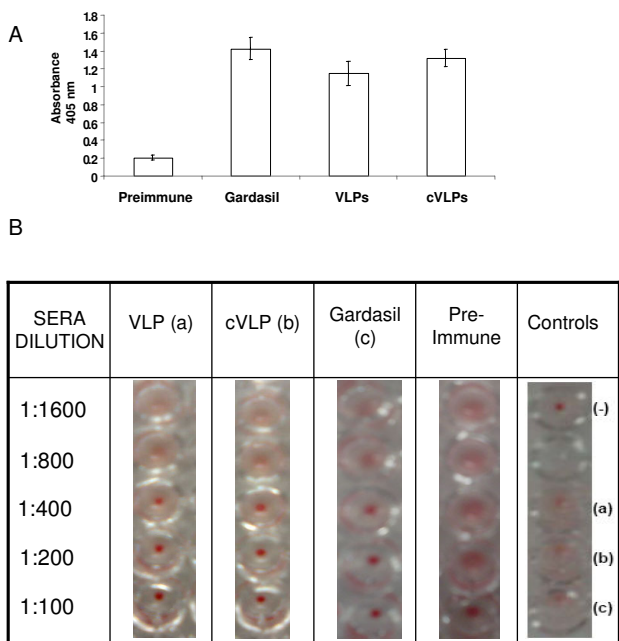 A
Absorbance
405 nm
1.8
1.6
1.4
1.2
1
0.8
0.6
0.4
0.2
0
Preimmune Gardasil VLPs cVLPs
B
SERA DILUTION VLP (a) cVLP (b) Gardasil (c) Pre-Immune Controls
1:1600 (-)
1:800
1:400 (a)
1:200 (b)
1:100 (c)